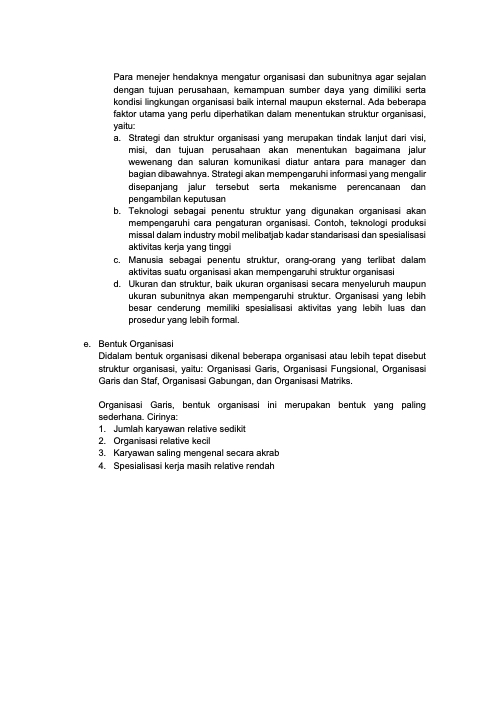 Para menejer hendaknya mengatur organisasi dan subunitnya agar sejalan
dengan tujuan perusahaan, kemampuan sumber daya yang dimiliki serta
kondisi lingkungan organisasi baik internal maupun eksternal. Ada beberapa
faktor utama yang perlu diperhatikan dalam menentukan struktur organisasi,
yaitu:
a. Strategi dan struktur organisasi yang merupakan tindak lanjut dari visi,
misi, dan tujuan perusahaan akan menentukan bagaimana jalur
wewenang dan saluran komunikasi diatur antara para manager dan
bagian dibawahnya. Strategi akan mempengaruhi informasi yang mengalir
disepanjang jalur tersebut serta mekanisme perencanaan dan
pengambilan keputusan
b. Teknologi sebagai penentu struktur yang digunakan organisasi akan
mempengaruhi cara pengaturan organisasi. Contoh, teknologi produksi
missal dalam industry mobil melibatjab kadar standarisasi dan spesialisasi
aktivitas kerja yang tinggi
c. Manusia sebagai penentu struktur, orang-orang yang terlibat dalam
aktivitas suatu organisasi akan mempengaruhi struktur organisasi
d. Ukuran dan struktur, baik ukuran organisasi secara menyeluruh maupun
ukuran subunitnya akan mempengaruhi struktur. Organisasi yang lebih
besar cenderung memiliki spesialisasi aktivitas yang lebih luas dan
prosedur yang lebih formal.
e. Bentuk Organisasi
Didalam bentuk organisasi dikenal beberapa organisasi atau lebih tepat disebut
struktur organisasi, yaitu: Organisasi Garis, Organisasi Fungsional, Organisasi
Garis dan Staf, Organisasi Gabungan, dan Organisasi Matriks.
Organisasi Garis, bentuk organisasi ini merupakan bentuk yang paling
sederhana. Cirinya:
1. Jumlah karyawan relative sedikit
2. Organisasi relative kecil
3. Karyawan saling mengenal secara akrab
4. Spesialisasi kerja masih relative rendah